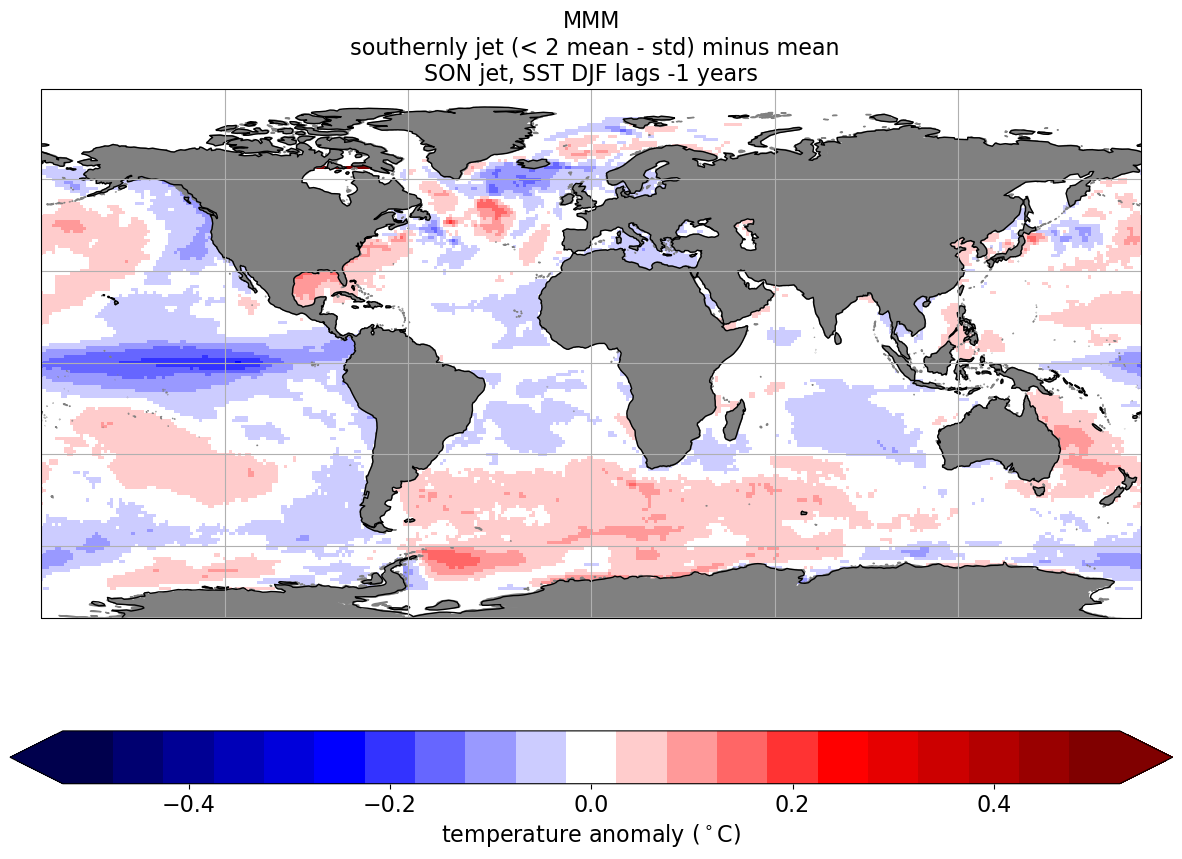 MMM
southernly jet (< 2 mean - std) minus mean
SON jet, SST DJF lags -1 years
−0.4 −0.2 0.0 0.2 0.4
temperature anomaly (°C)